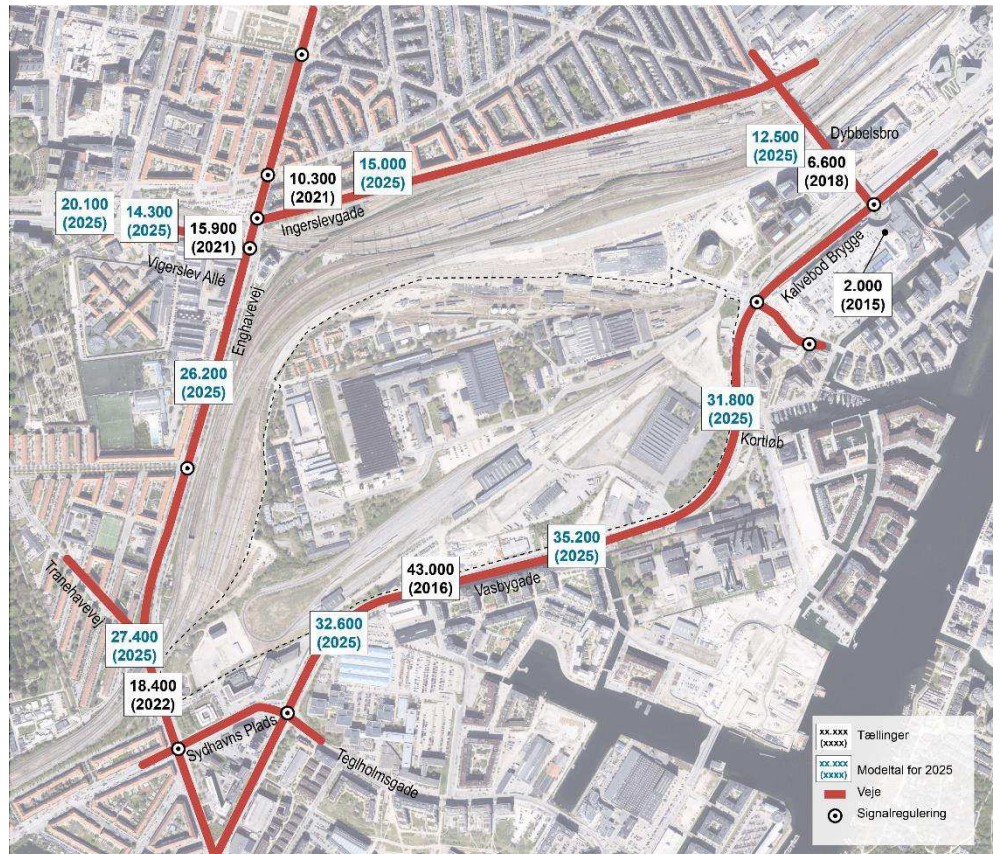 Dybbelsbro
12.500
(2025)
6.600
(2018)
15.000
(2025)
10.300
(2021)
Ingerslevgade
20.100
(2025)
14.300
(2025)
15.900
(2021)
Vigerslev Allé
Enghavevej
Kalvebod Brygge
2.000
(2015)
26.200
(2025)
31.800
(2025)
Kortløb
35.200
(2025)
43.000
(2016)
Vasbygade
Tranehavevej
27.400
(2025)
32.600
(2025)
18.400
(2022)
Sydhavns Plads
Teglholmsgade
xx.xxx
(xxxx)
Tællinger
xx.xxx
(xxxx)
Modeltal for 2025
Veje
Signalregulering